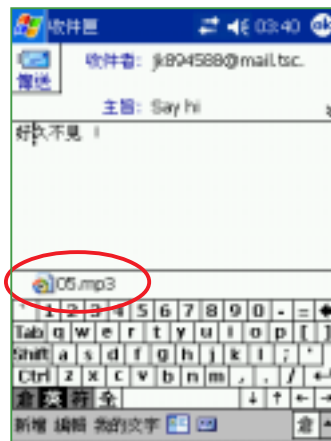 收件匣 03:40 ok
傳送 收件者: jk894588@mail.tsc.
主旨: Say hi
好久不見
05.mp3
` 1 2 3 4 5 6 7 8 9 0 - =
Tab q w e r t y u i o p [ ]
Shift a s d f g h j k l ; '
Ctrl z x c v b n m , . /
倉 英 符 全
新增 編輯 我的文字 倉